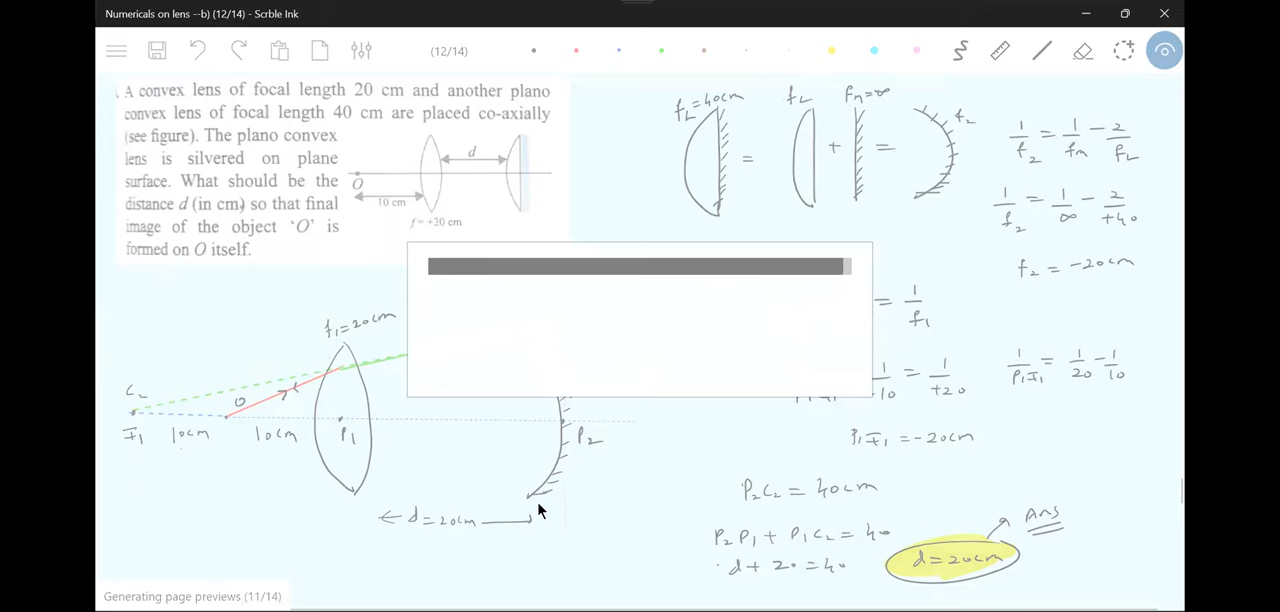 Numericals on lens --b) (12/14) - Scrble Ink
(12/14)
. A convex lens of focal length 20 cm and another plano
convex lens of focal length 40 cm are placed co-axially
(see figure). The plano convex
lens is silvered on plane
surface. What should be the
distance d (in cm) so that final
image of the object ‘O’ is
formed on O itself.
d
O
10 cm
f = +20 cm
fL = 40cm
=
fL
+
fm = ∞
=
f2
1/f2 = 1/fm - 2/fL
1/f2 = 1/∞ - 2/+40
f2 = -20cm
= 1/f1
1/-10 = 1/+20
1/P1I1 = 1/20 - 1/10
P1I1 = -20cm
P2C2 = 40cm
P2P1 + P1C2 = 40
d + 20 = 40
d = 20cm
Ans
f1 = 20cm
C2
O
I1
10cm
10cm
P1
P2
d = 20cm
Generating page previews (11/14)